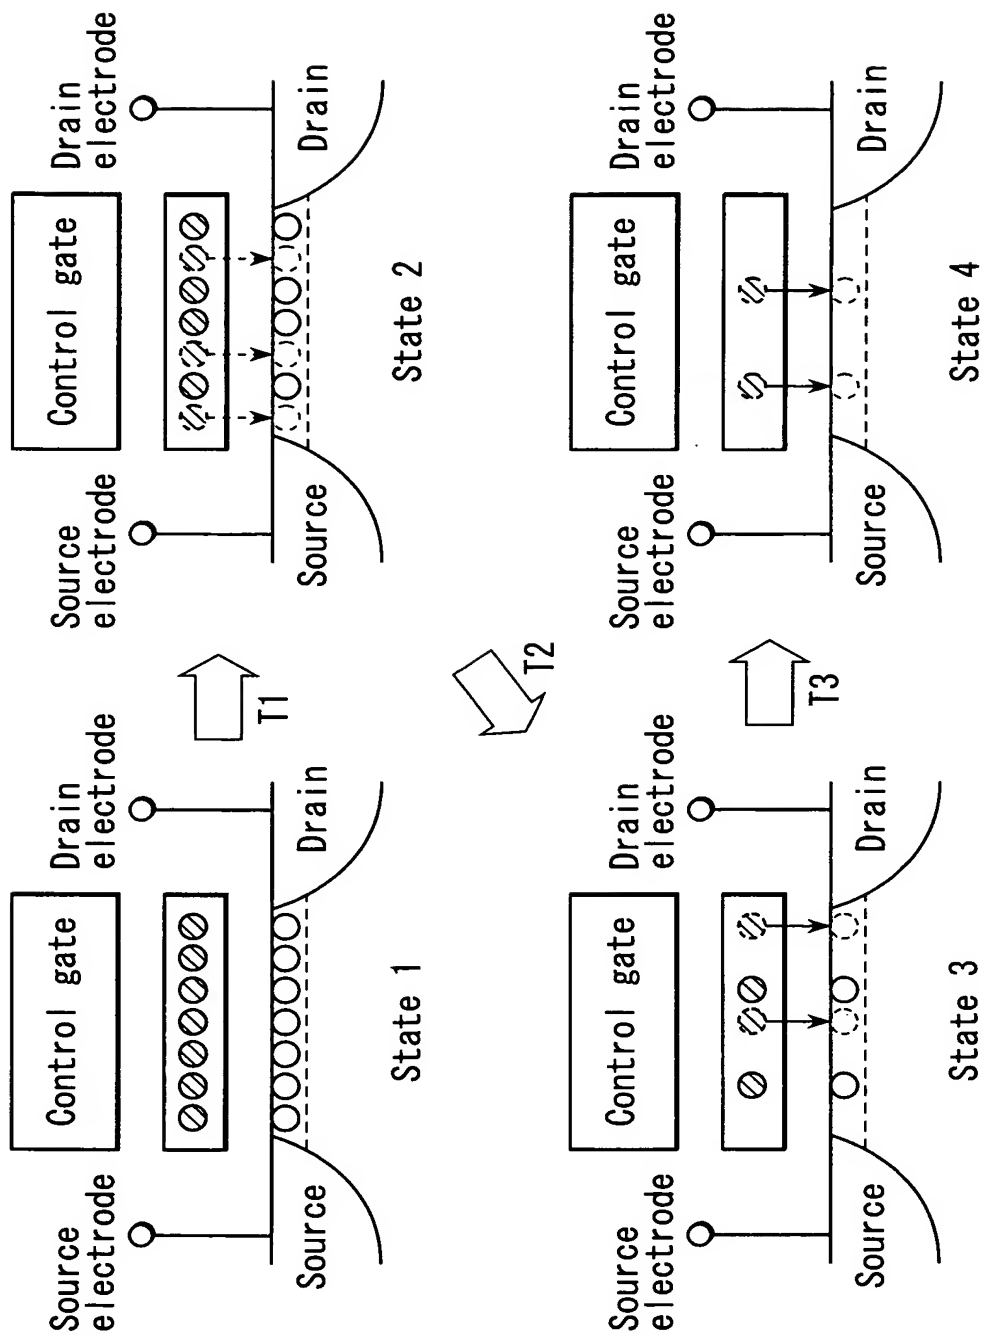 Source
electrode
Control gate
Drain
electrode
Source
Drain
State 1
T1
Source
electrode
Control gate
Drain
electrode
Source
Drain
State 2
T2
Source
electrode
Control gate
Drain
electrode
Source
Drain
State 3
T3
Source
electrode
Control gate
Drain
electrode
Source
Drain
State 4